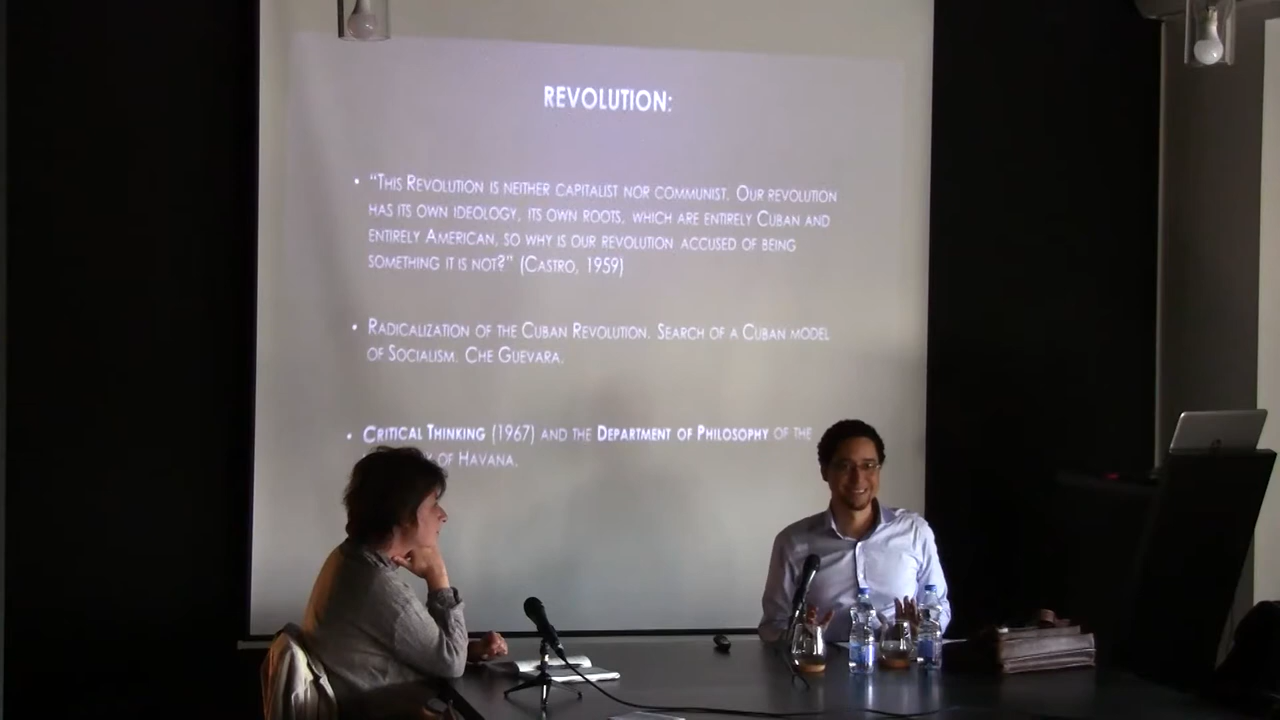 REVOLUTION:
• “THIS REVOLUTION IS NEITHER CAPITALIST NOR COMMUNIST. OUR REVOLUTION
HAS ITS OWN IDEOLOGY, ITS OWN ROOTS, WHICH ARE ENTIRELY CUBAN AND
ENTIRELY AMERICAN, SO WHY IS OUR REVOLUTION ACCUSED OF BEING
SOMETHING IT IS NOT?” (CASTRO, 1959)
• RADICALIZATION OF THE CUBAN REVOLUTION. SEARCH OF A CUBAN MODEL
OF SOCIALISM. CHE GUEVARA.
• CRITICAL THINKING (1967) AND THE DEPARTMENT OF PHILOSOPHY OF THE
OF HAVANA.